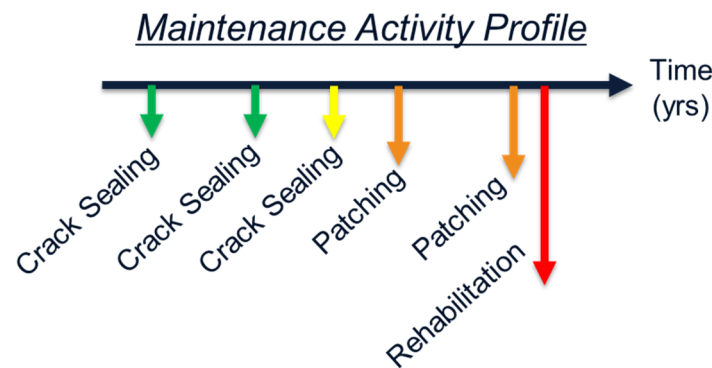 Maintenance Activity Profile
Time
(yrs)
Crack Sealing
Crack Sealing
Crack Sealing
Patching
Patching
Rehabilitation